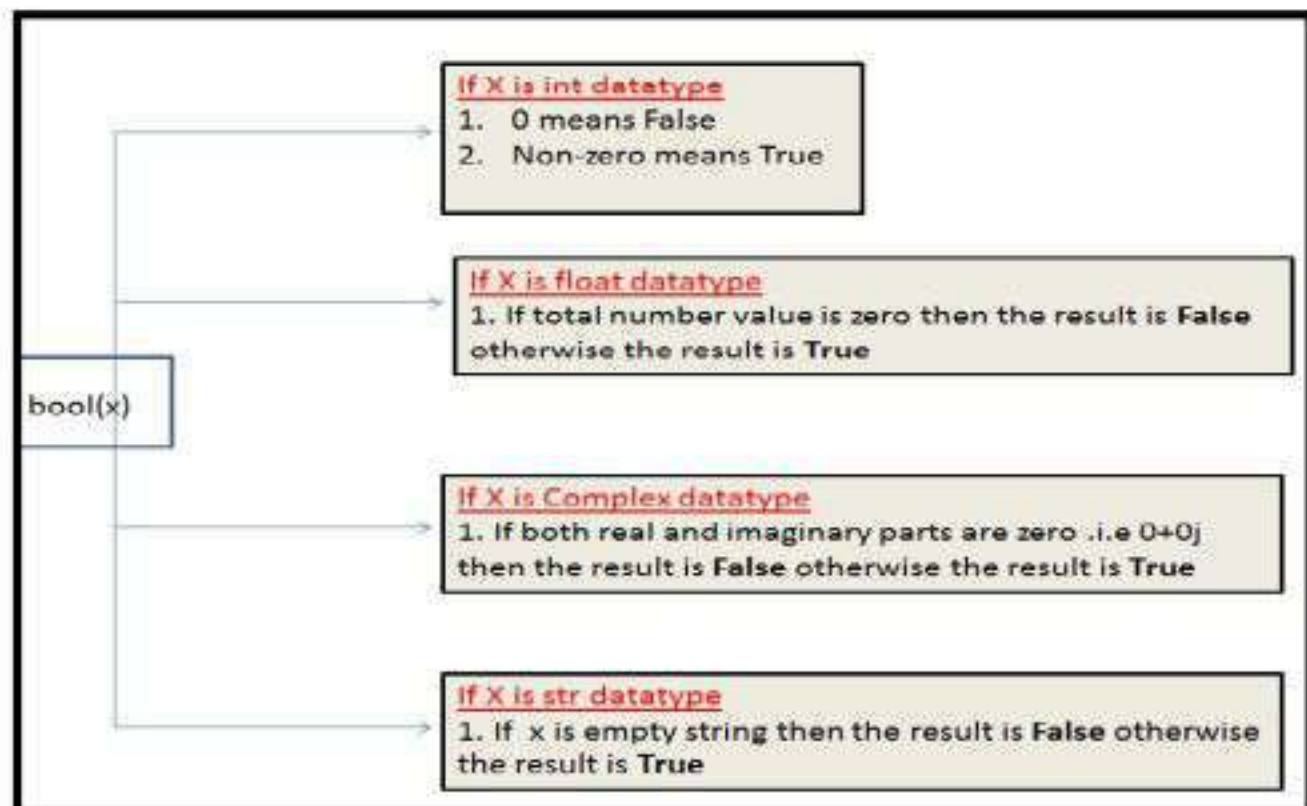 If X is int datatype
1. 0 means False
2. Non-zero means True
If X is float datatype
1. If total number value is zero then the result is False
otherwise the result is True
bool(x)
If X is Complex datatype
1. If both real and imaginary parts are zero .i.e 0+0j
then the result is False otherwise the result is True
If X is str datatype
1. If x is empty string then the result is False otherwise
the result is True